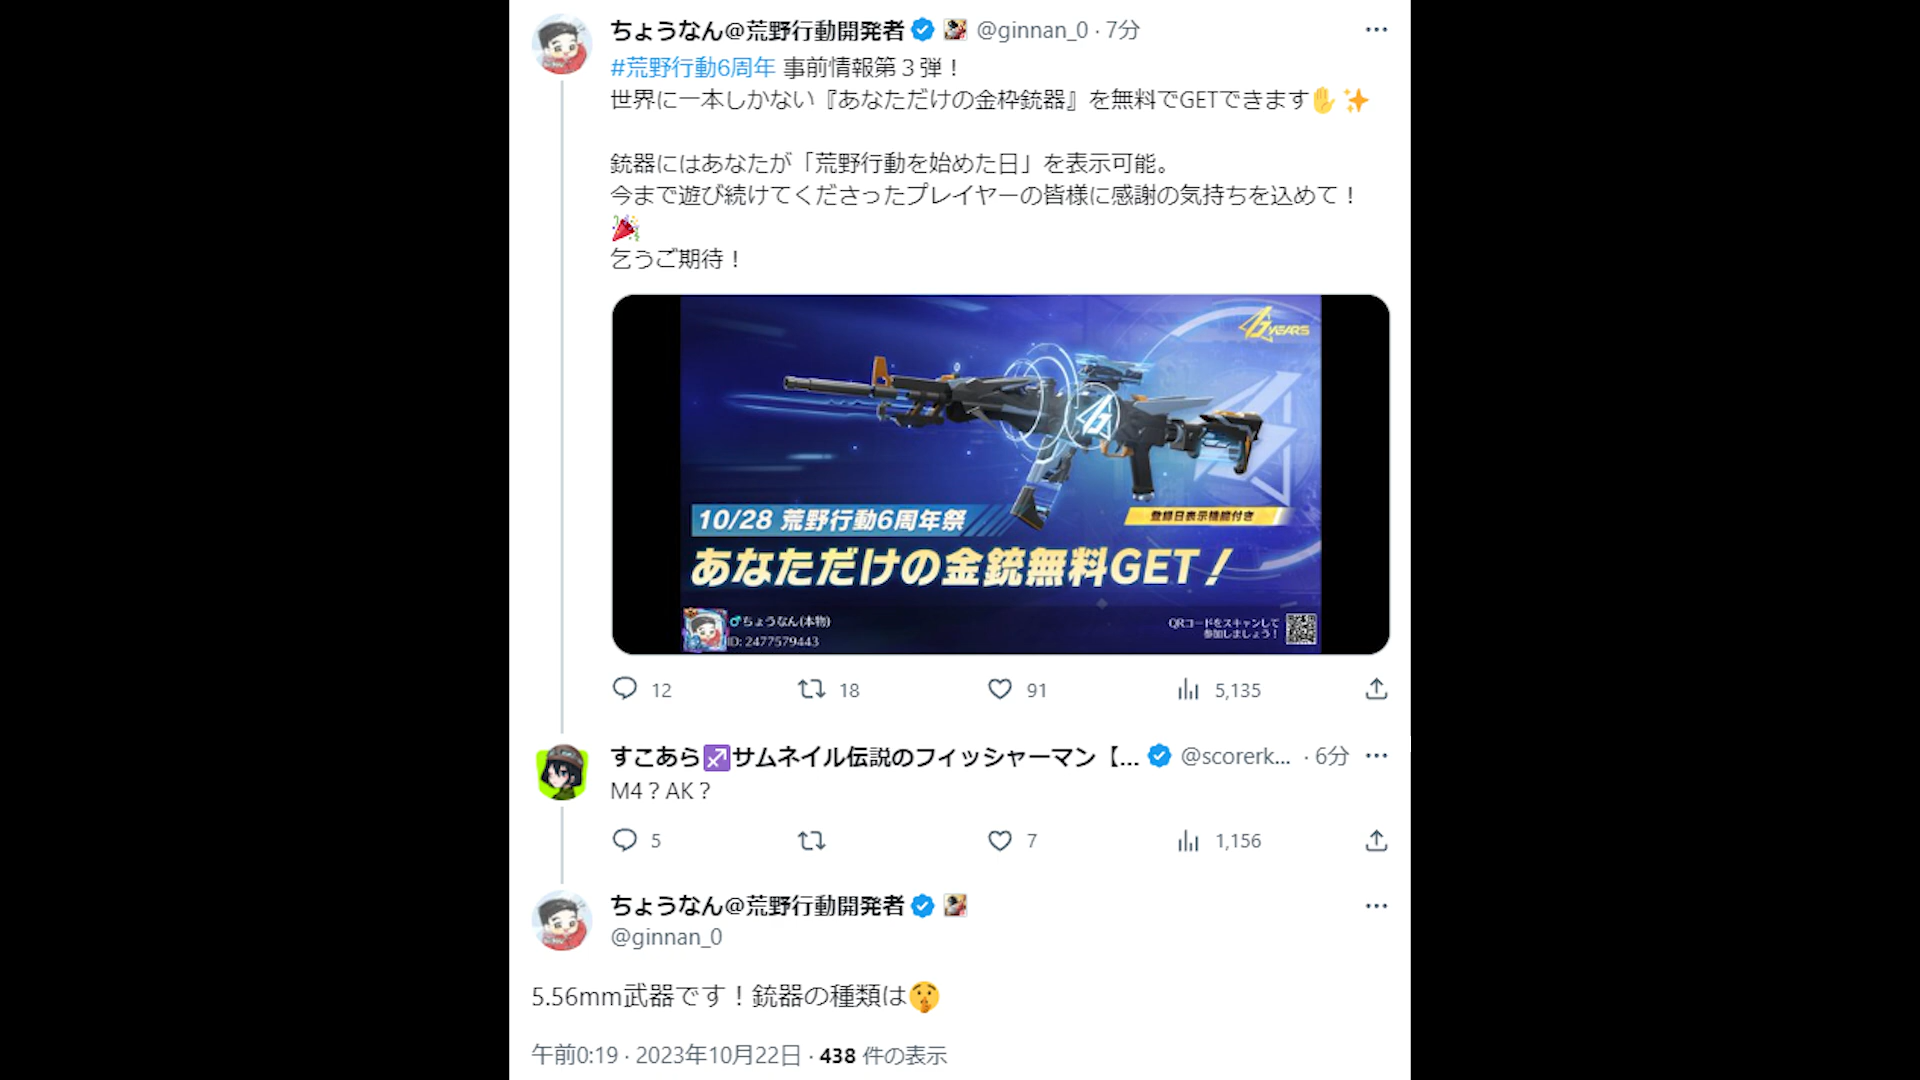 ちょうなん@荒野行動開発者 @ginnan_0 · 7分
#荒野行動6周年 事前情報第3弾！
世界に一本しかない『あなただけの金枠銃器』を無料でGETできます✋✨
銃器にはあなたが「荒野行動を始めた日」を表示可能。
今まで遊び続けてくださったプレイヤーの皆様に感謝の気持ちを込めて！
🎉
乞うご期待！
6 YEARS
10/28 荒野行動6周年祭
登録日表示機能付き
あなただけの金銃無料GET！
♂ちょうなん(本物)
ID: 2477579443
QRコードをスキャンして
参加しましょう！
12 18 91 5,135
すこあら♐サムネイル伝説のフィッシャーマン【... @scorerk... · 6分
M4？AK？
5 7 1,156
ちょうなん@荒野行動開発者
@ginnan_0
5.56mm武器です！銃器の種類は🤫
午前0:19 · 2023年10月22日 · 438 件の表示